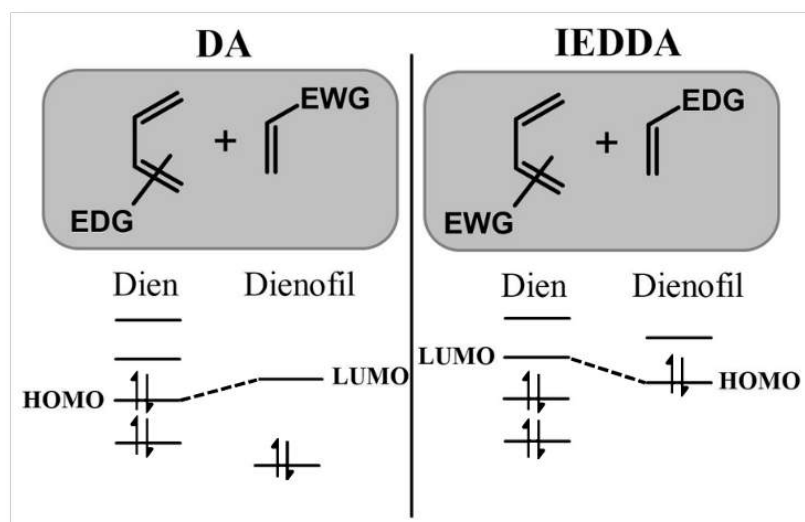 DA
EWG
+
EDG
Dien Dienofil
HOMO
LUMO
IEDDA
EDG
+
EWG
Dien Dienofil
LUMO
HOMO